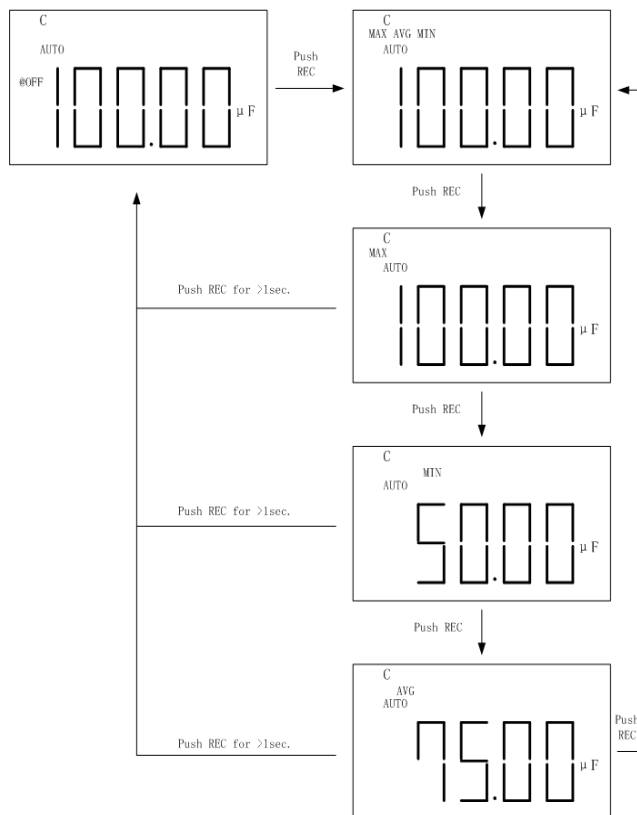 C
AUTO
@OFF
100.00
μF
Push
REC
C
MAX AVG MIN
AUTO
100.00
μF
Push REC
C
MAX
AUTO
100.00
μF
Push REC for >1sec.
Push REC
C
MIN
AUTO
50.00
μF
Push REC for >1sec.
Push REC
C
AVG
AUTO
75.00
μF
Push REC for >1sec.
Push
REC